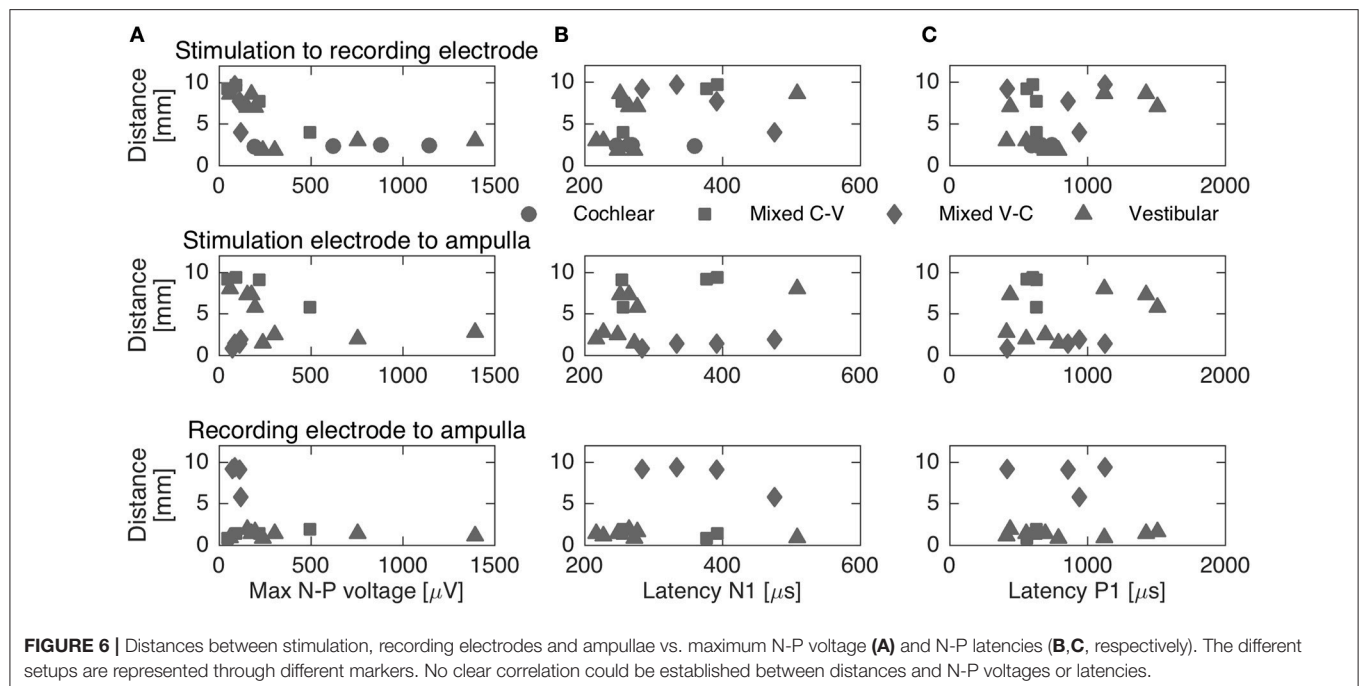 A
B
C
Stimulation to recording electrode
Distance [mm]
10
5
0
0 500 1000 1500
200 400 600
0 1000 2000
Cochlear Mixed C-V Mixed V-C Vestibular
Stimulation electrode to ampulla
Distance [mm]
10
5
0
0 500 1000 1500
200 400 600
0 1000 2000
Recording electrode to ampulla
Distance [mm]
10
5
0
0 500 1000 1500
200 400 600
0 1000 2000
Max N-P voltage [μV]
Latency N1 [μs]
Latency P1 [μs]
FIGURE 6 | Distances between stimulation, recording electrodes and ampullae vs. maximum N-P voltage (A) and N-P latencies (B,C, respectively). The different
setups are represented through different markers. No clear correlation could be established between distances and N-P voltages or latencies.